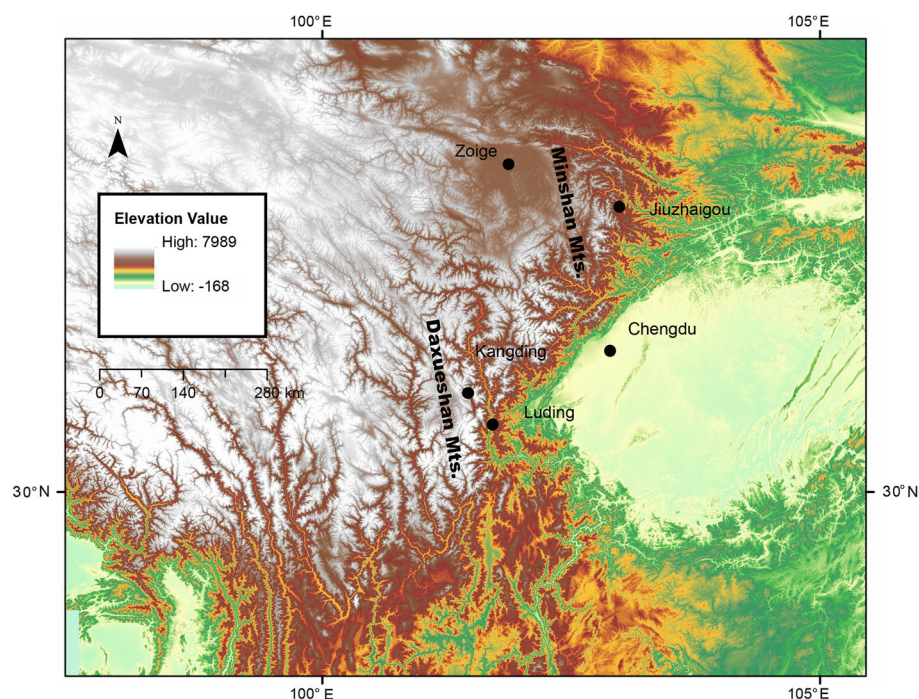 100°E 105°E
N
Zoige
Minshan Mts.
Jiuzhaigou
Elevation Value
High: 7989
Low: -168
Chengdu
Daxueshan Mts.
Kangding
0 70 140 280 km
Luding
30°N 30°N
100°E 105°E